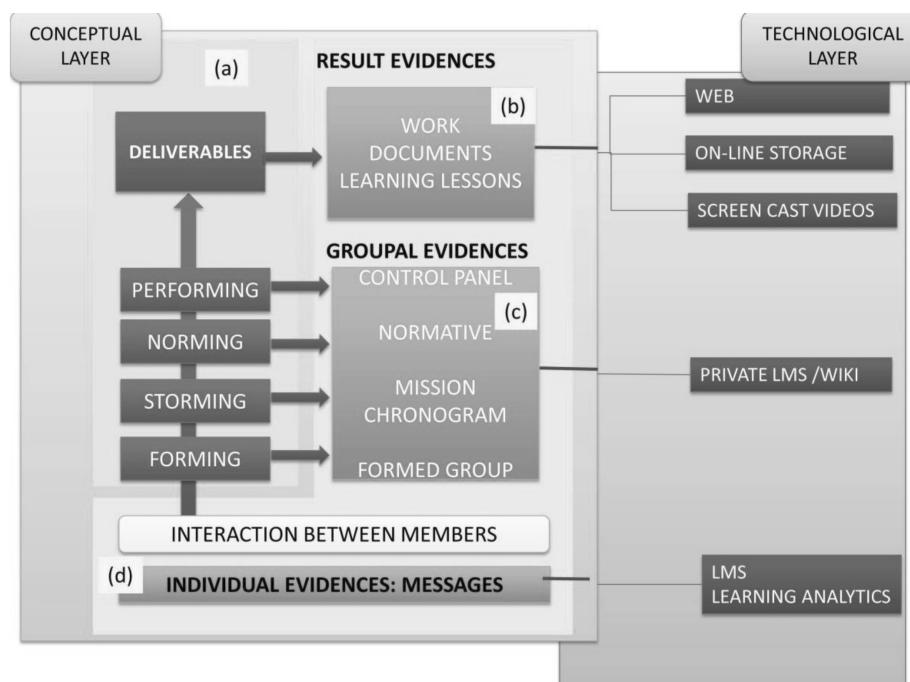 CONCEPTUAL
LAYER
TECHNOLOGICAL
LAYER
(a)
RESULT EVIDENCES
(b)
DELIVERABLES
WORK
DOCUMENTS
LEARNING LESSONS
WEB
ON-LINE STORAGE
SCREEN CAST VIDEOS
GROUPAL EVIDENCES
PERFORMING
NORMING
STORMING
FORMING
CONTROL PANEL
(c)
NORMATIVE
MISSION
CHRONOGRAM
FORMED GROUP
PRIVATE LMS /WIKI
INTERACTION BETWEEN MEMBERS
(d)
INDIVIDUAL EVIDENCES: MESSAGES
LMS
LEARNING ANALYTICS